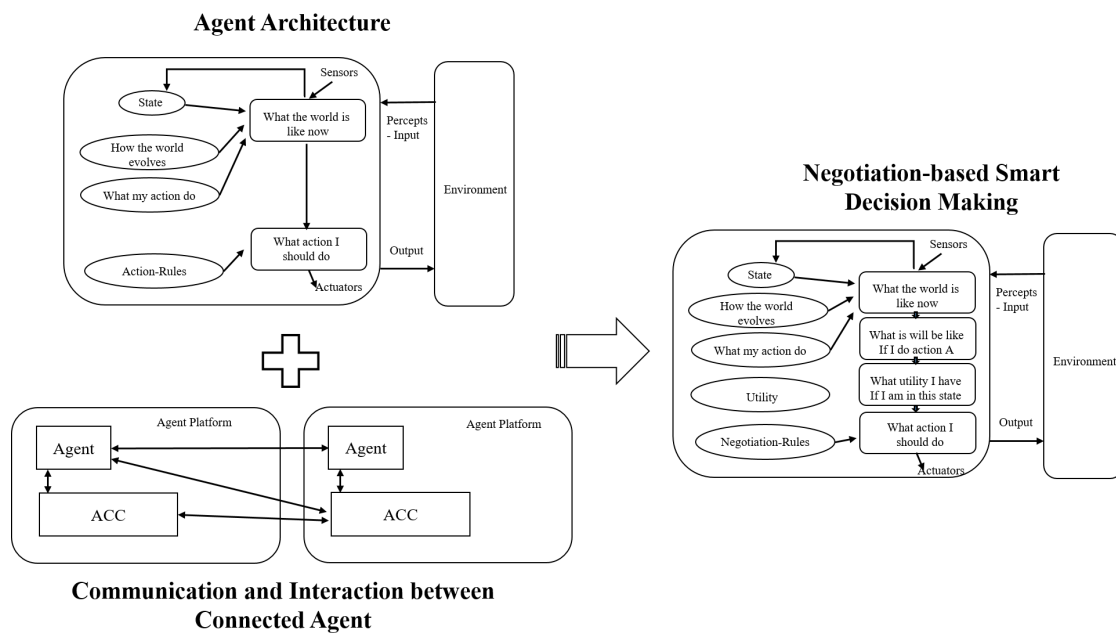 Agent Architecture
Sensors
State
What the world is
like now
Percepts
- Input
How the world
evolves
What my action do
Environment
What action I
should do
Output
Action-Rules
Actuators
Agent Platform
Agent
ACC
Agent Platform
Agent
ACC
Communication and Interaction between
Connected Agent
Negotiation-based Smart
Decision Making
Sensors
State
What the world is
like now
Percepts
- Input
How the world
evolves
What is will be like
If I do action A
What my action do
Environment
What utility I have
If I am in this state
Utility
What action I
should do
Output
Negotiation-Rules
Actuators